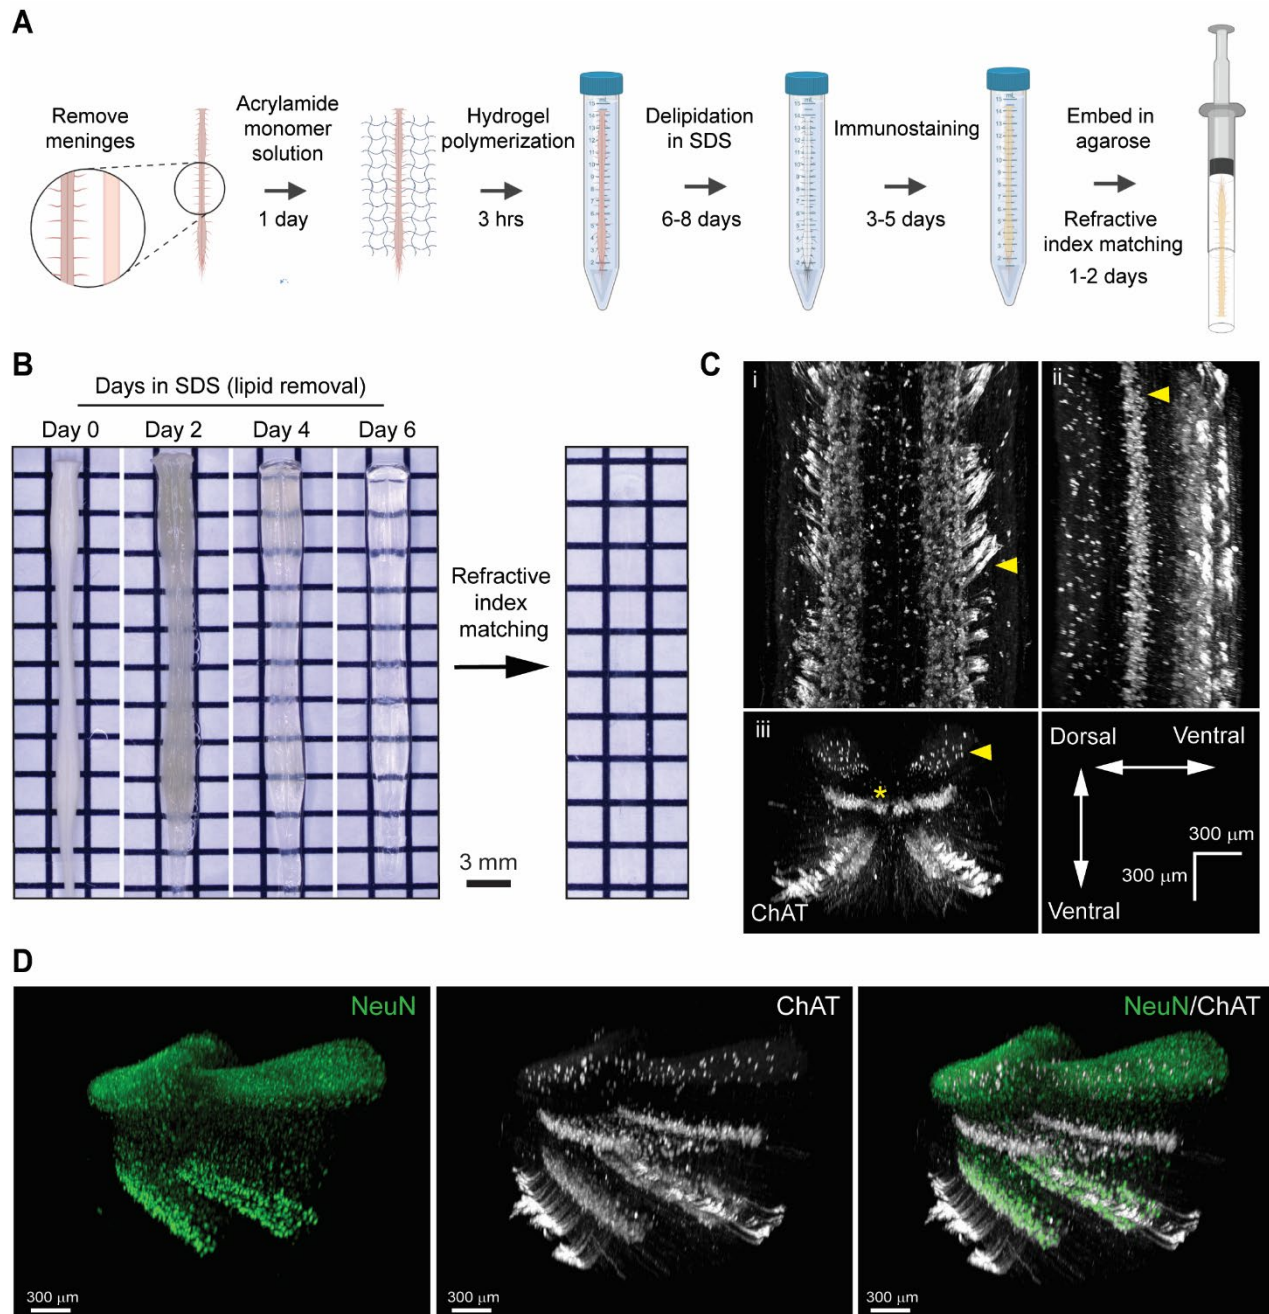 A
Remove
meninges
Acrylamide
monomer
solution
1 day
Hydrogel
polymerization
3 hrs
Delipidation
in SDS
6-8 days
Immunostaining
3-5 days
Embed in
agarose
Refractive
index matching
1-2 days
B
Days in SDS (lipid removal)
Day 0 Day 2 Day 4 Day 6
Refractive
index
matching
3 mm
C
i
ii
iii
*
ChAT
Dorsal Ventral
Ventral
300 μm
300 μm
D
NeuN
ChAT
NeuN/ChAT
300 μm
300 μm
300 μm